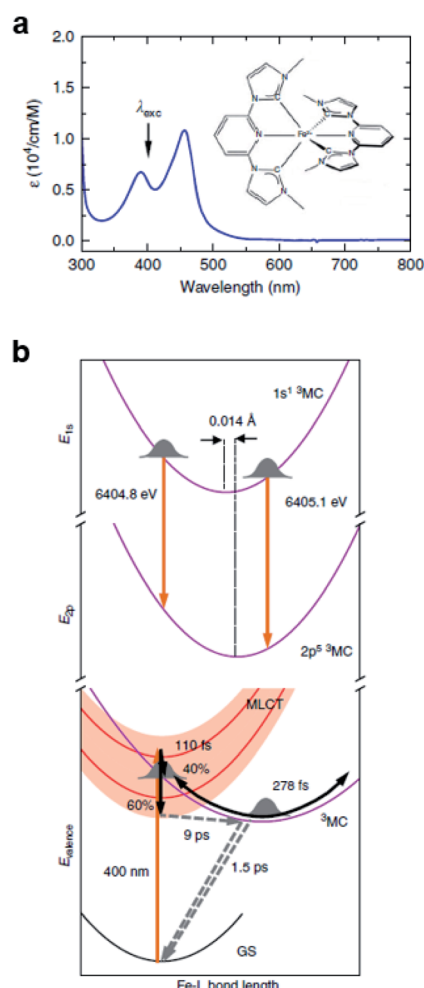 a
2.0
1.5
1.0
0.5
0.0
ε (10⁴/cm/M)
λexc
N
N
N
N
C
C
Fe²⁺
N
N
C
C
N
N
N
N
300 400 500 600 700 800
Wavelength (nm)
b
E1s
1s¹ ³MC
0.014 Å
6404.8 eV
6405.1 eV
E2p
2p⁵ ³MC
Evalence
MLCT
110 fs
40%
60%
278 fs
9 ps
³MC
400 nm
1.5 ps
GS
Fe-L bond length